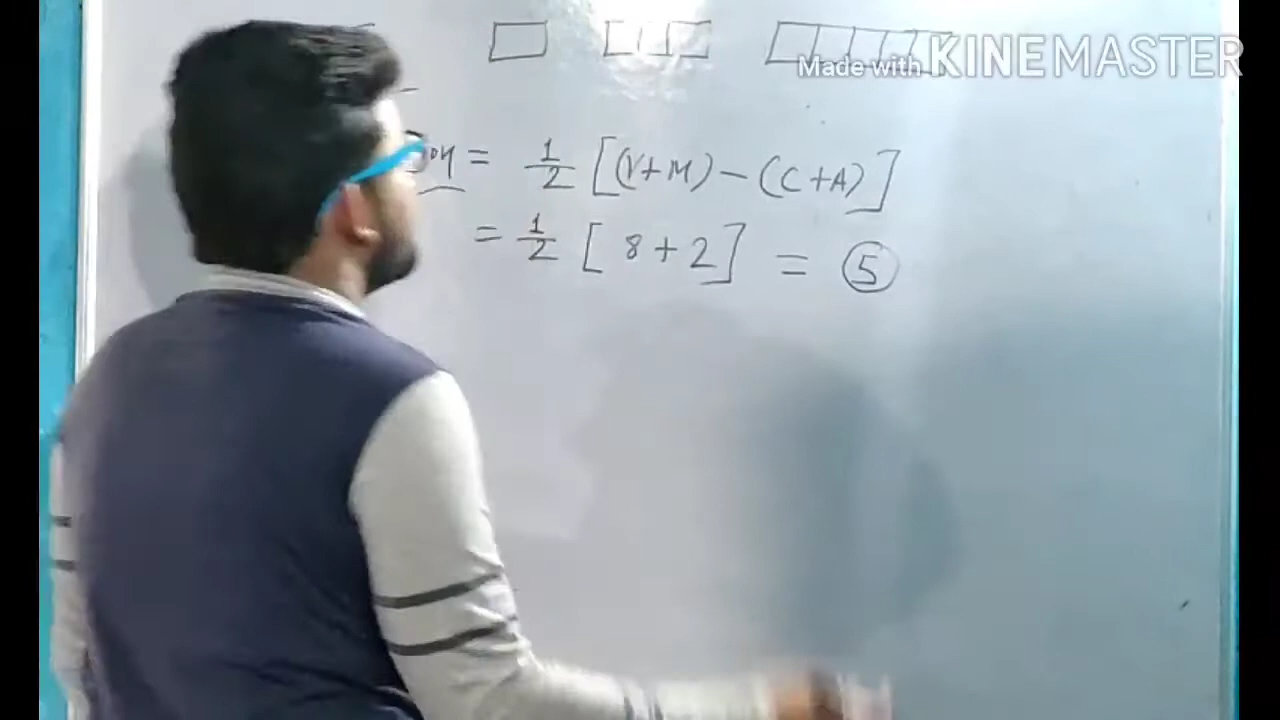 Made with KINEMASTER
= 1/2 [(V+M) - (C+A)]
= 1/2 [ 8 + 2 ] = 5